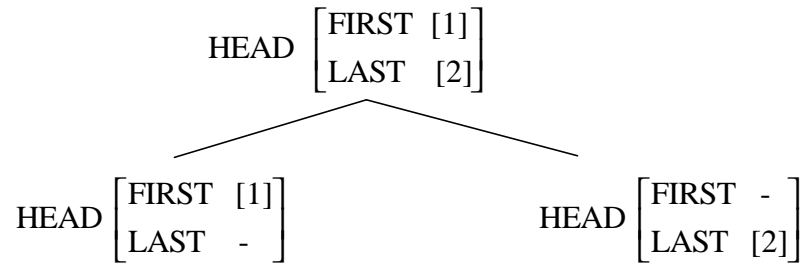 HEAD [FIRST [1]
LAST [2]]
HEAD [FIRST [1]
LAST -]
HEAD [FIRST -
LAST [2]]